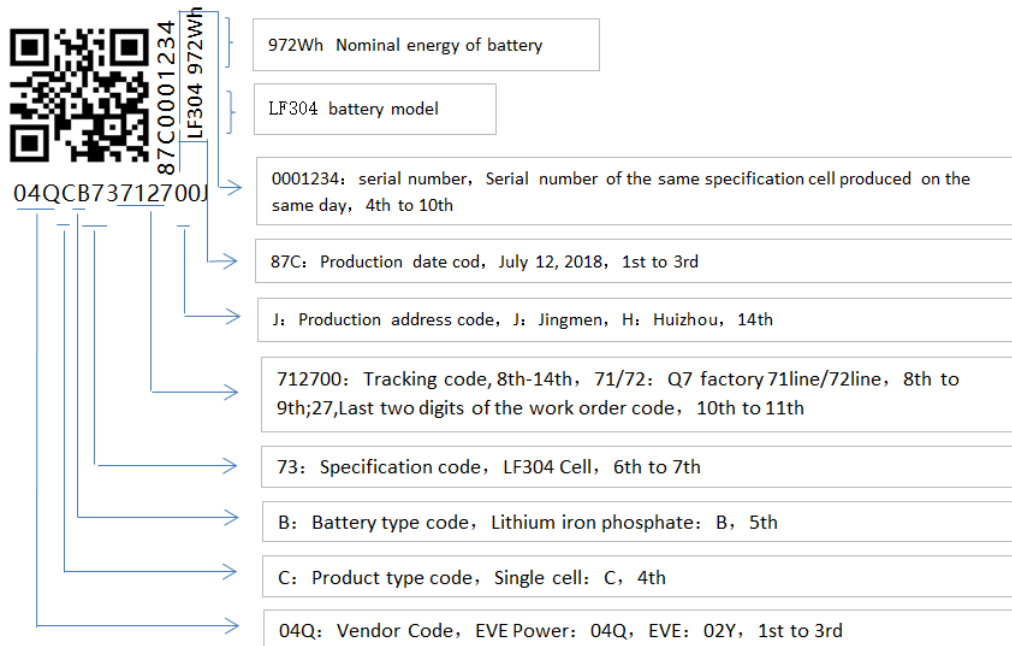 87C0001234
LF304 972Wh
04QCB73712700J
972Wh Nominal energy of battery
LF304 battery model
0001234：serial number，Serial number of the same specification cell produced on the
same day，4th to 10th
87C：Production date cod，July 12, 2018，1st to 3rd
J：Production address code，J：Jingmen，H：Huizhou，14th
712700：Tracking code, 8th-14th，71/72：Q7 factory 71line/72line，8th to
9th;27,Last two digits of the work order code，10th to 11th
73：Specification code，LF304 Cell，6th to 7th
B：Battery type code，Lithium iron phosphate：B，5th
C：Product type code，Single cell：C，4th
04Q：Vendor Code，EVE Power：04Q，EVE：02Y，1st to 3rd